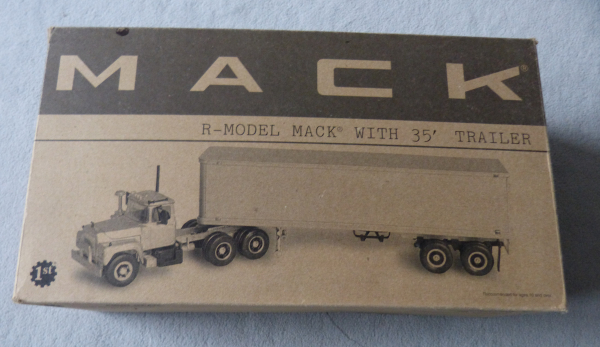 MACK®
R-MODEL MACK® WITH 35' TRAILER
1st